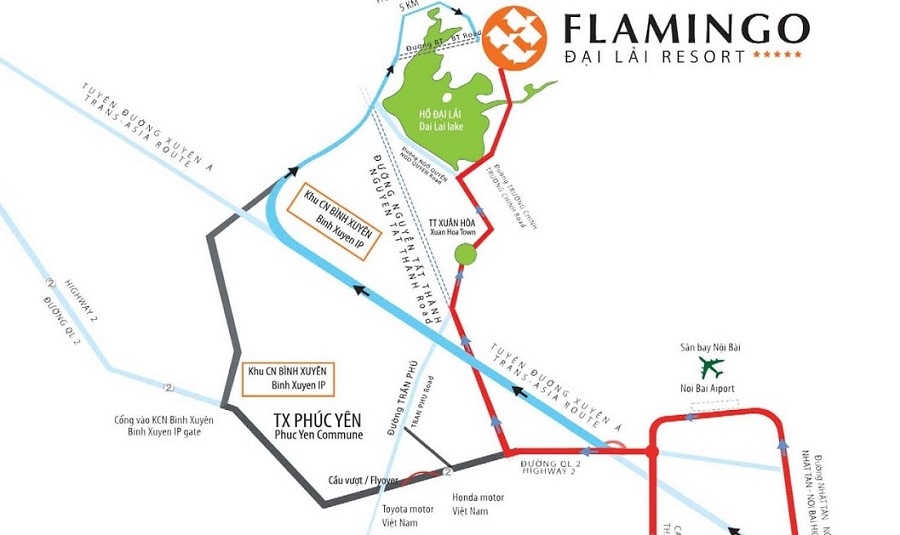 5 KM
FLAMINGO
ĐẠI LẢI RESORT
Đường BT - BT Road
TUYẾN ĐƯỜNG XUYÊN Á
TRANS-ASIA ROUTE
HỒ ĐẠI LẢI
Dai Lai lake
Đường NGÔ QUYỀN
NGO QUYEN Road
Đường TRƯỜNG CHINH
TRUONG CHINH Road
Khu CN BÌNH XUYÊN
Binh Xuyen IP
TT XUÂN HÒA
Xuan Hoa Town
ĐƯỜNG NGUYỄN TẤT THÀNH
NGUYEN TAT THANH Road
HIGHWAY 2
ĐƯỜNG QL 2
2
TUYẾN ĐƯỜNG XUYÊN Á
TRANS-ASIA ROUTE
Sân bay Nội Bài
Noi Bai Aiport
Khu CN BÌNH XUYÊN
Binh Xuyen IP
2
ĐƯỜNG TRẦN PHÚ
TRAN PHU Road
Cổng vào KCN Bình Xuyên
Binh Xuyen IP gate
TX PHÚC YÊN
Phuc Yen Commune
ĐƯỜNG QL 2
HIGHWAY 2
Cầu vượt / Flyover
2
Toyota motor
Việt Nam
Honda motor
Việt Nam
Đường NHẬT TÂN - NỘ
NHAT TAN - NOI BAI HIG